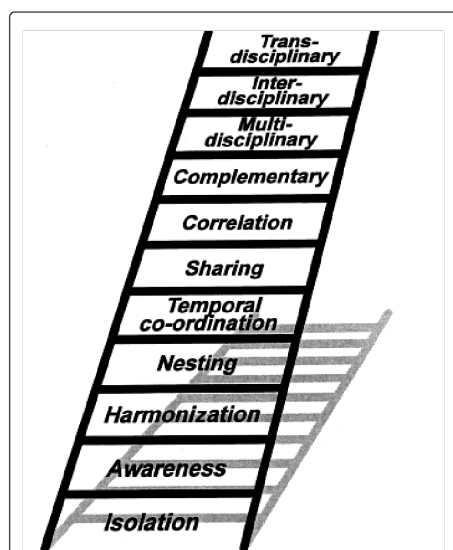 Trans-
disciplinary
Inter-
disciplinary
Multi-
disciplinary
Complementary
Correlation
Sharing
Temporal
co-ordination
Nesting
Harmonization
Awareness
Isolation